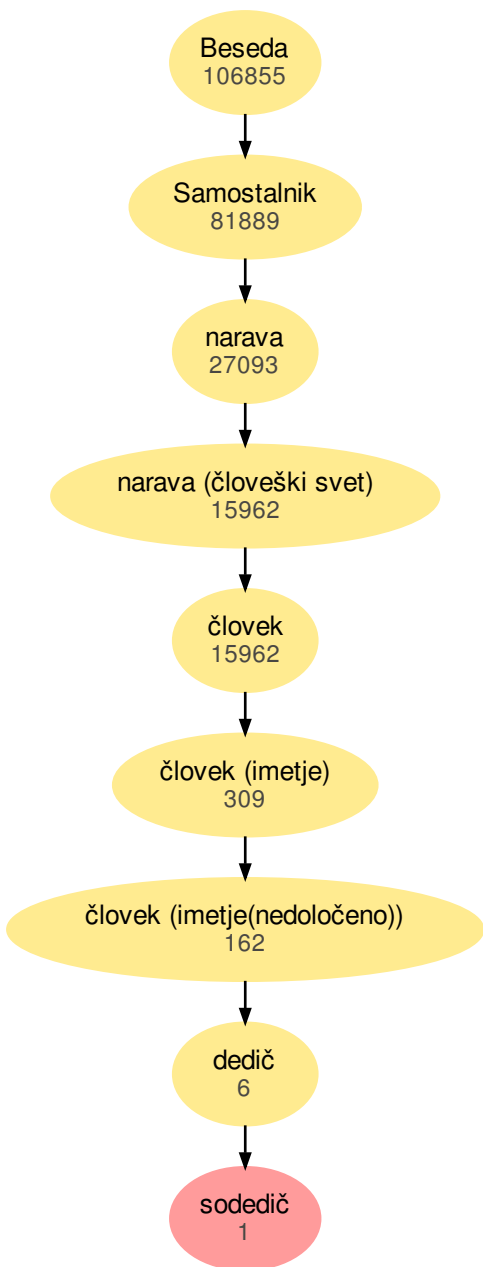 Beseda
106855
Samostalnik
81889
narava
27093
narava (človeški svet)
15962
človek
15962
človek (imetje)
309
človek (imetje(nedoločeno))
162
dedič
6
sodedič
1